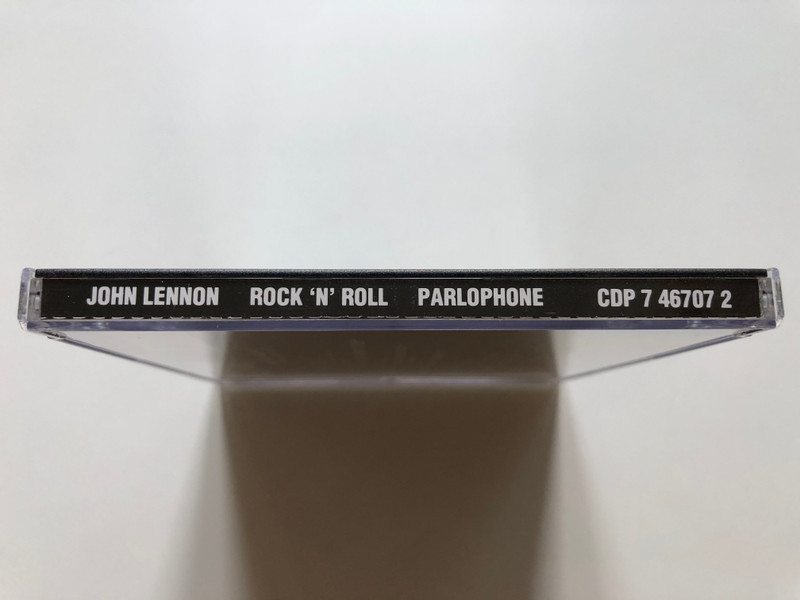 JOHN LENNON ROCK ‘N’ ROLL PARLOPHONE CDP 7 46707 2